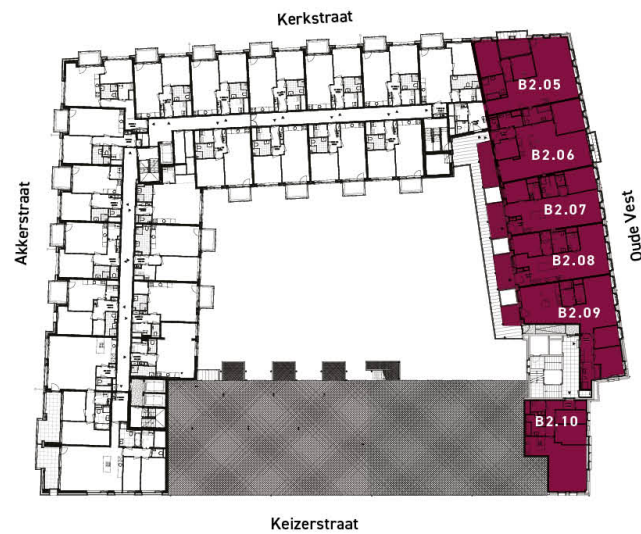 Kerkstraat
B2.05
B2.06
Akkerstraat
B2.07
Oude Vest
B2.08
B2.09
B2.10
Keizerstraat